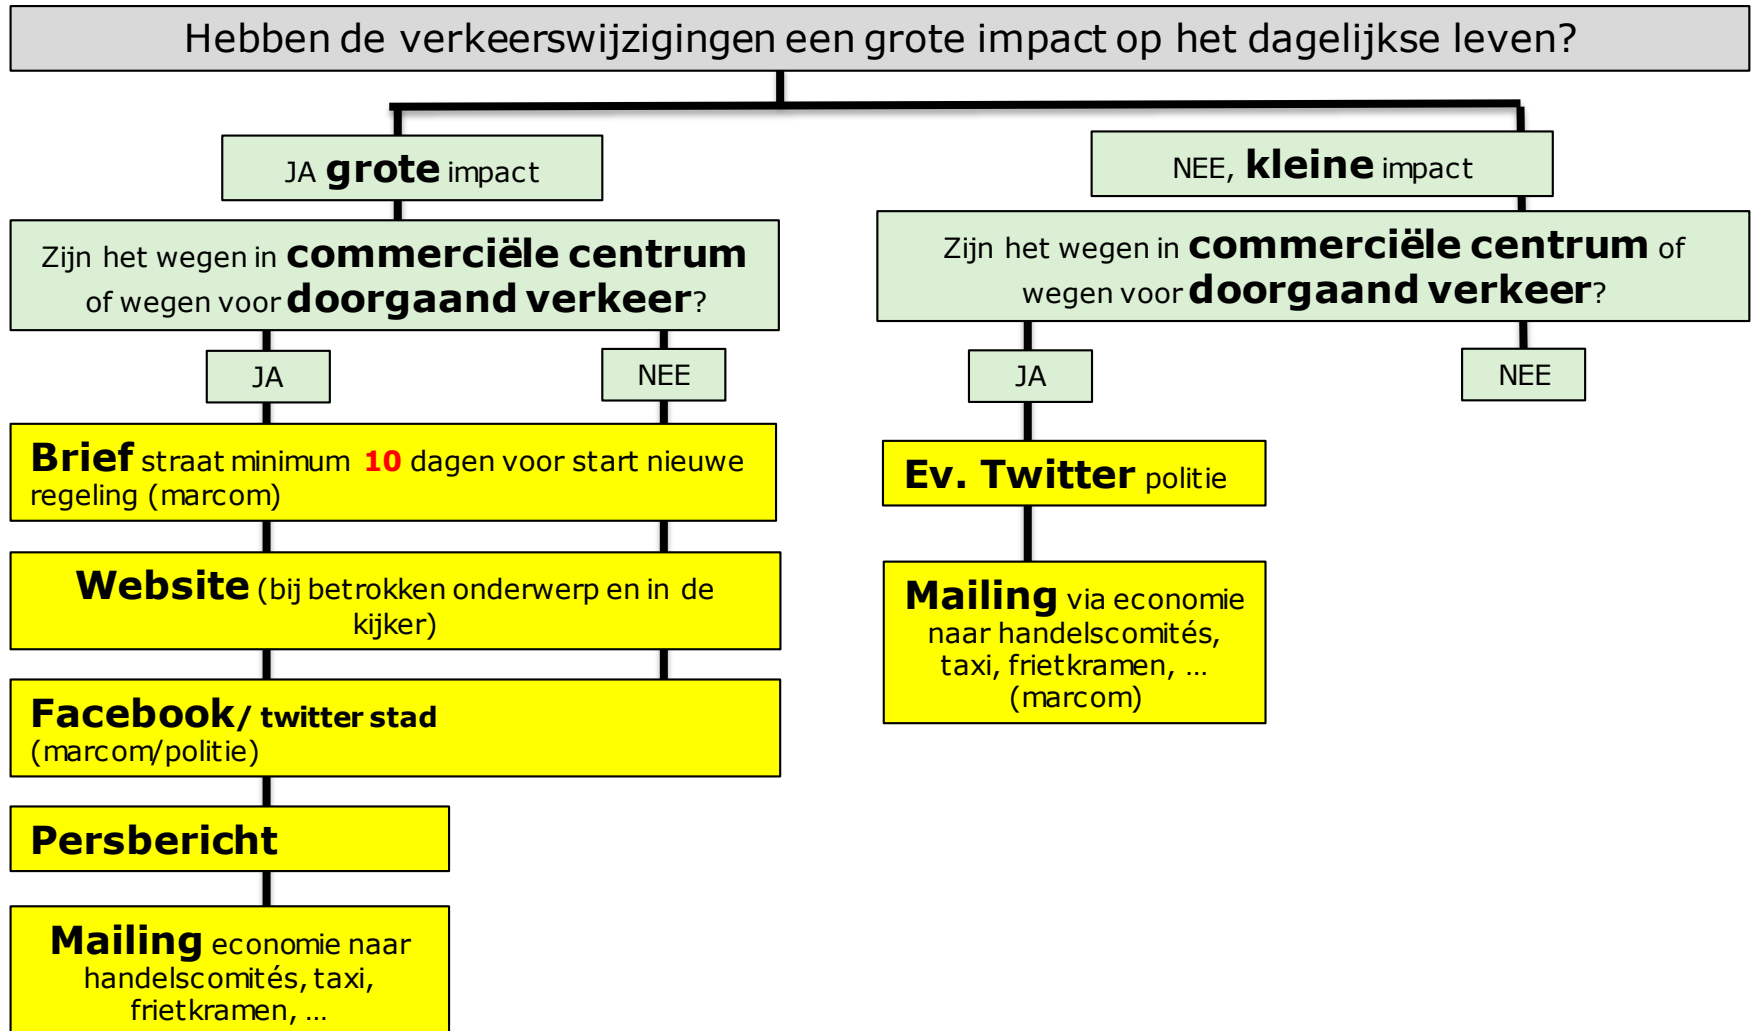 Hebben de verkeerswijzigingen een grote impact op het dagelijkse leven?
JA grote impact
NEE, kleine impact
Zijn het wegen in commerciële centrum
of wegen voor doorgaand verkeer?
Zijn het wegen in commerciële centrum of
wegen voor doorgaand verkeer?
JA
NEE
JA
NEE
Brief straat minimum 10 dagen voor start nieuwe
regeling (marcom)
Website (bij betrokken onderwerp en in de
kijker)
Facebook/ twitter stad
(marcom/politie)
Persbericht
Mailing economie naar
handelscomités, taxi,
frietkramen, ...
Ev. Twitter politie
Mailing via economie
naar handelscomités,
taxi, frietkramen, ...
(marcom)